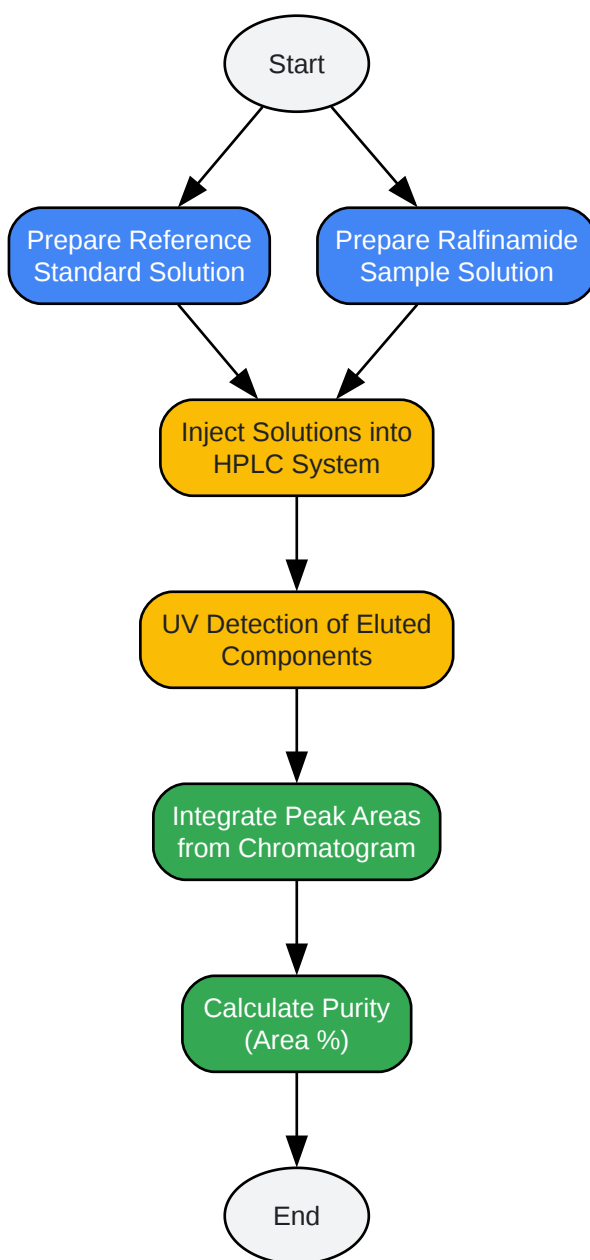 Start
Prepare Reference
Standard Solution
Prepare Ralfinamide
Sample Solution
Inject Solutions into
HPLC System
UV Detection of Eluted
Components
Integrate Peak Areas
from Chromatogram
Calculate Purity
(Area %)
End